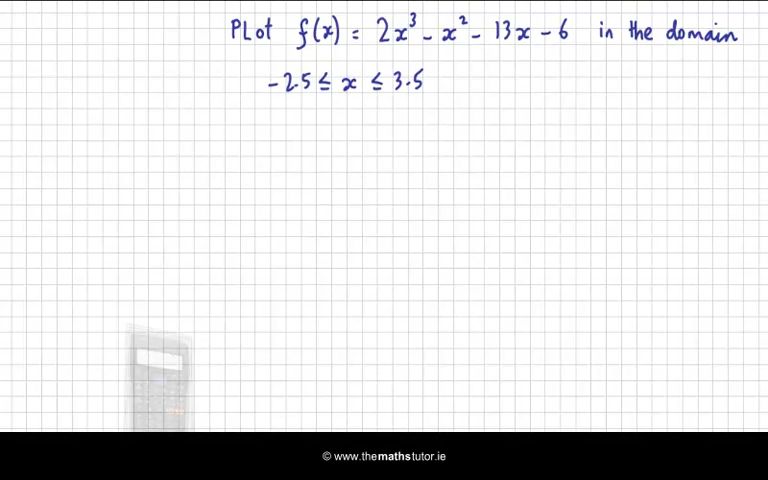 PLot f(x) = 2x³ - x² - 13x - 6 in the domain
-2.5 ≤ x ≤ 3.5
© www.themathstutor.ie